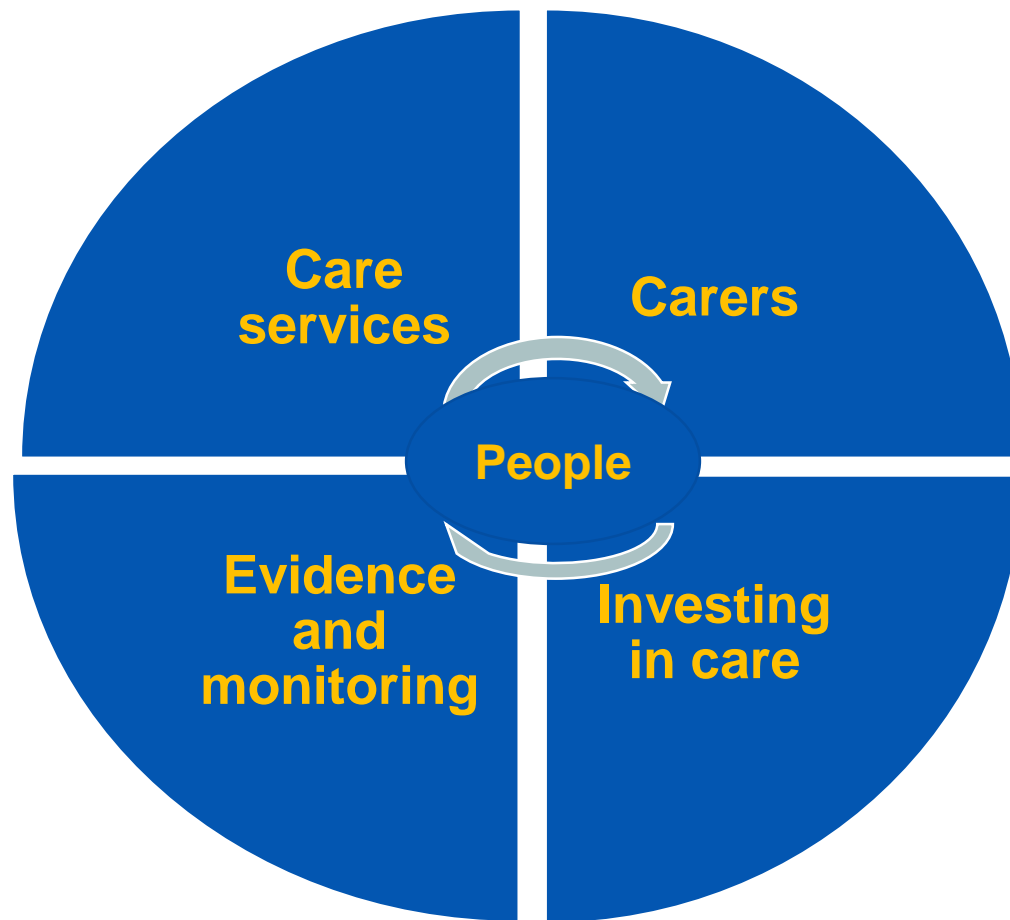 Care
services
Carers
People
Evidence
and
monitoring
Investing
in care